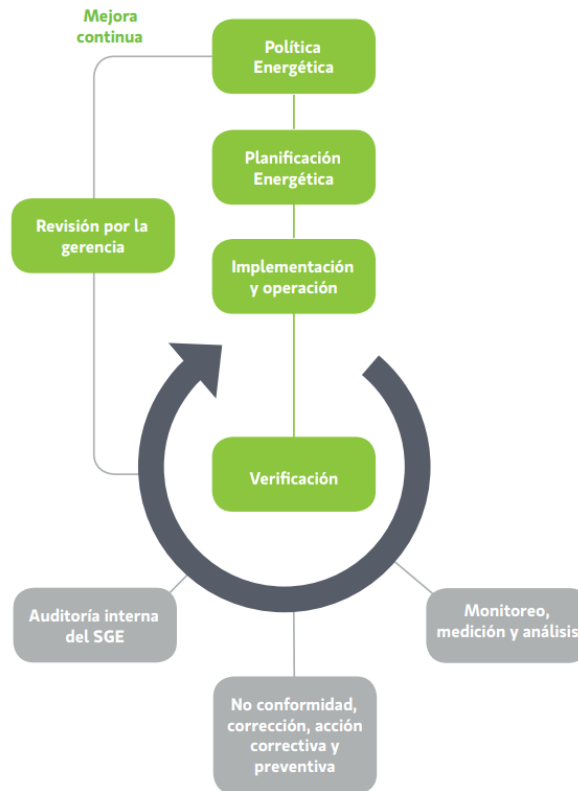 Mejora
continua
Política
Energética
Planificación
Energética
Revisión por la
gerencia
Implementación
y operación
Verificación
Auditoría interna
del SGE
Monitoreo,
medición y análisis
No conformidad,
corrección, acción
correctiva y
preventiva